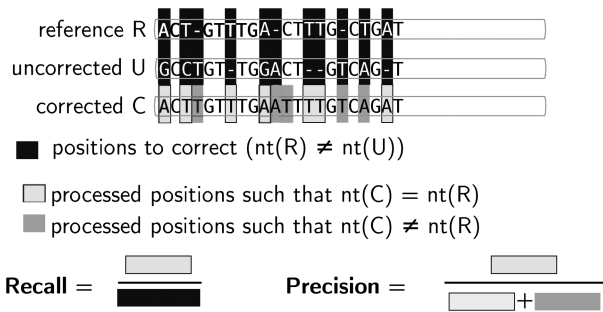 reference R ACT-GTTTGA-CTTTG-CTGAT
uncorrected U GCCTGT-TGGACT--GTCAG-T
corrected C ACTTGTTTGAATTTTGTCAGAT
positions to correct (nt(R) ≠ nt(U))
processed positions such that nt(C) = nt(R)
processed positions such that nt(C) ≠ nt(R)
Recall =
Precision = +